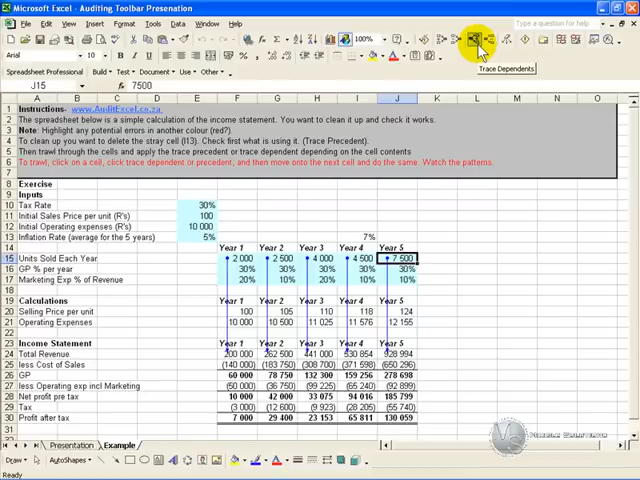 Microsoft Excel - Auditing Toolbar Presenation
File Edit View Insert Format Tools Data Window Help
Type a question for help
100%
Arial 10 B I U
Trace Dependents
Spreadsheet Professional Build Test Document Use Other
J15 7500
A B C D E F G H I J K L M N O
1 Instructions- www.AuditExcel.co.za
2 The spreadsheet below is a simple calculation of the income statement. You want to clean it up and check it works.
3 Note: Highlight any potential errors in another colour (red?).
4 To clean up you want to delete the stray cell (I13). Check first what is using it. (Trace Precedent).
5 Then trawl through the cells and apply the trace precedent or trace dependent depending on the cell contents
6 To trawl, click on a cell, click trace dependent or precedent, and then move onto the next cell and do the same. Watch the patterns.
7
8 Exercise
9 Inputs
10 Tax Rate 30%
11 Initial Sales Price per unit (R's) 100
12 Initial Operating expenses (R's) 10 000
13 Inflation Rate (average for the 5 years) 5% 7%
14 Year 1 Year 2 Year 3 Year 4 Year 5
15 Units Sold Each Year 2 000 2 500 4 000 4 500 7 500
16 GP % per year 30% 30% 30% 30% 30%
17 Marketing Exp % of Revenue 20% 10% 20% 10% 10%
18
19 Calculations Year 1 Year 2 Year 3 Year 4 Year 5
20 Selling Price per unit 100 105 110 118 124
21 Operating Expenses 10 000 10 500 11 025 11 576 12 155
22
23 Income Statement Year 1 Year 2 Year 3 Year 4 Year 5
24 Total Revenue 200 000 262 500 441 000 530 854 928 994
25 less Cost of Sales (140 000) (183 750) (308 700) (371 598) (650 296)
26 GP 60 000 78 750 132 300 159 256 278 698
27 less Operating exp incl Marketing (50 000) (36 750) (99 225) (65 240) (92 899)
28 Net profit pre tax 10 000 42 000 33 075 94 016 185 799
29 Tax (3 000) (12 600) (9 923) (28 205) (55 740)
30 Profit after tax 7 000 29 400 23 153 65 811 130 059
31
Presentation Example
Draw AutoShapes
Ready